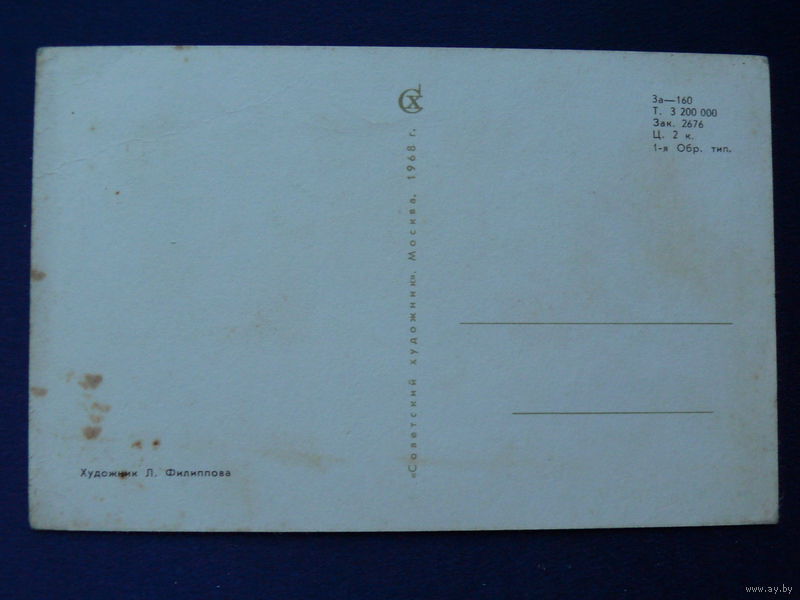 СХ
За—160
Т. 3 200 000
Зак. 2676
Ц. 2 к.
1-я Обр. тип.
«Советский художник». Москва. 1968 г.
Художник Л. Филиппова
www.ay.by